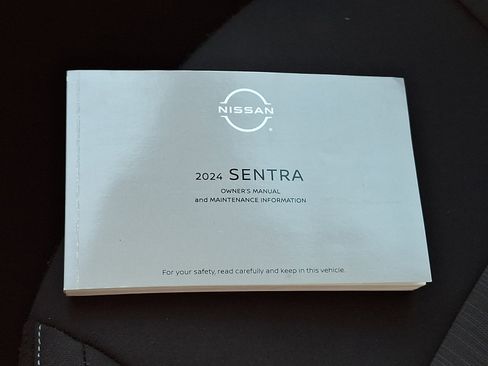 NISSAN
2024 SENTRA
OWNER'S MANUAL
and MAINTENANCE INFORMATION
For your safety, read carefully and keep in this vehicle.